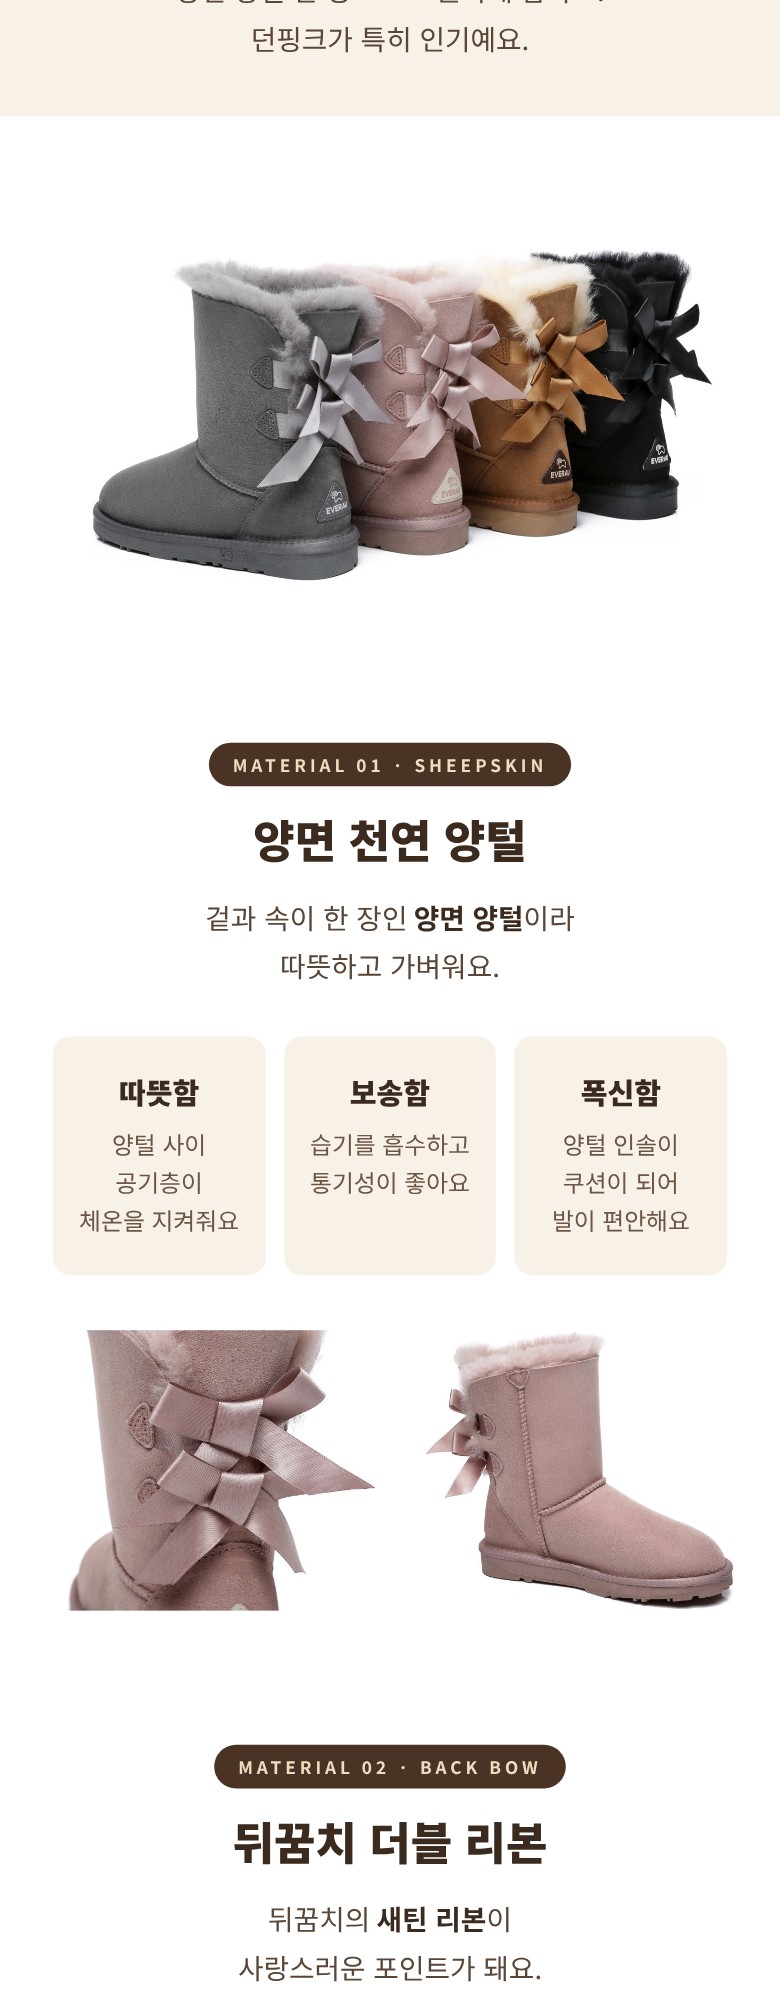 던핑크가 특히 인기예요.
EVERAU
EVERAU
EVERAU
MATERIAL 01 · SHEEPSKIN
양면 천연 양털
겉과 속이 한 장인 양면 양털이라
따뜻하고 가벼워요.
따뜻함
양털 사이
공기층이
체온을 지켜줘요
보송함
습기를 흡수하고
통기성이 좋아요
폭신함
양털 인솔이
쿠션이 되어
발이 편안해요
MATERIAL 02 · BACK BOW
뒤꿈치 더블 리본
뒤꿈치의 새틴 리본이
사랑스러운 포인트가 돼요.